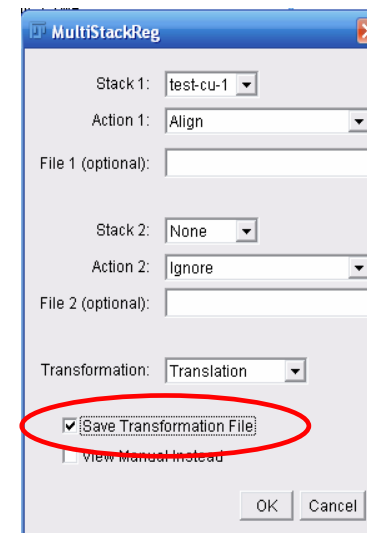 MultiStackReg
Stack 1: test-cu-1
Action 1: Align
File 1 (optional):
Stack 2: None
Action 2: Ignore
File 2 (optional):
Transformation: Translation
Save Transformation File
View Manual Instead
OK Cancel